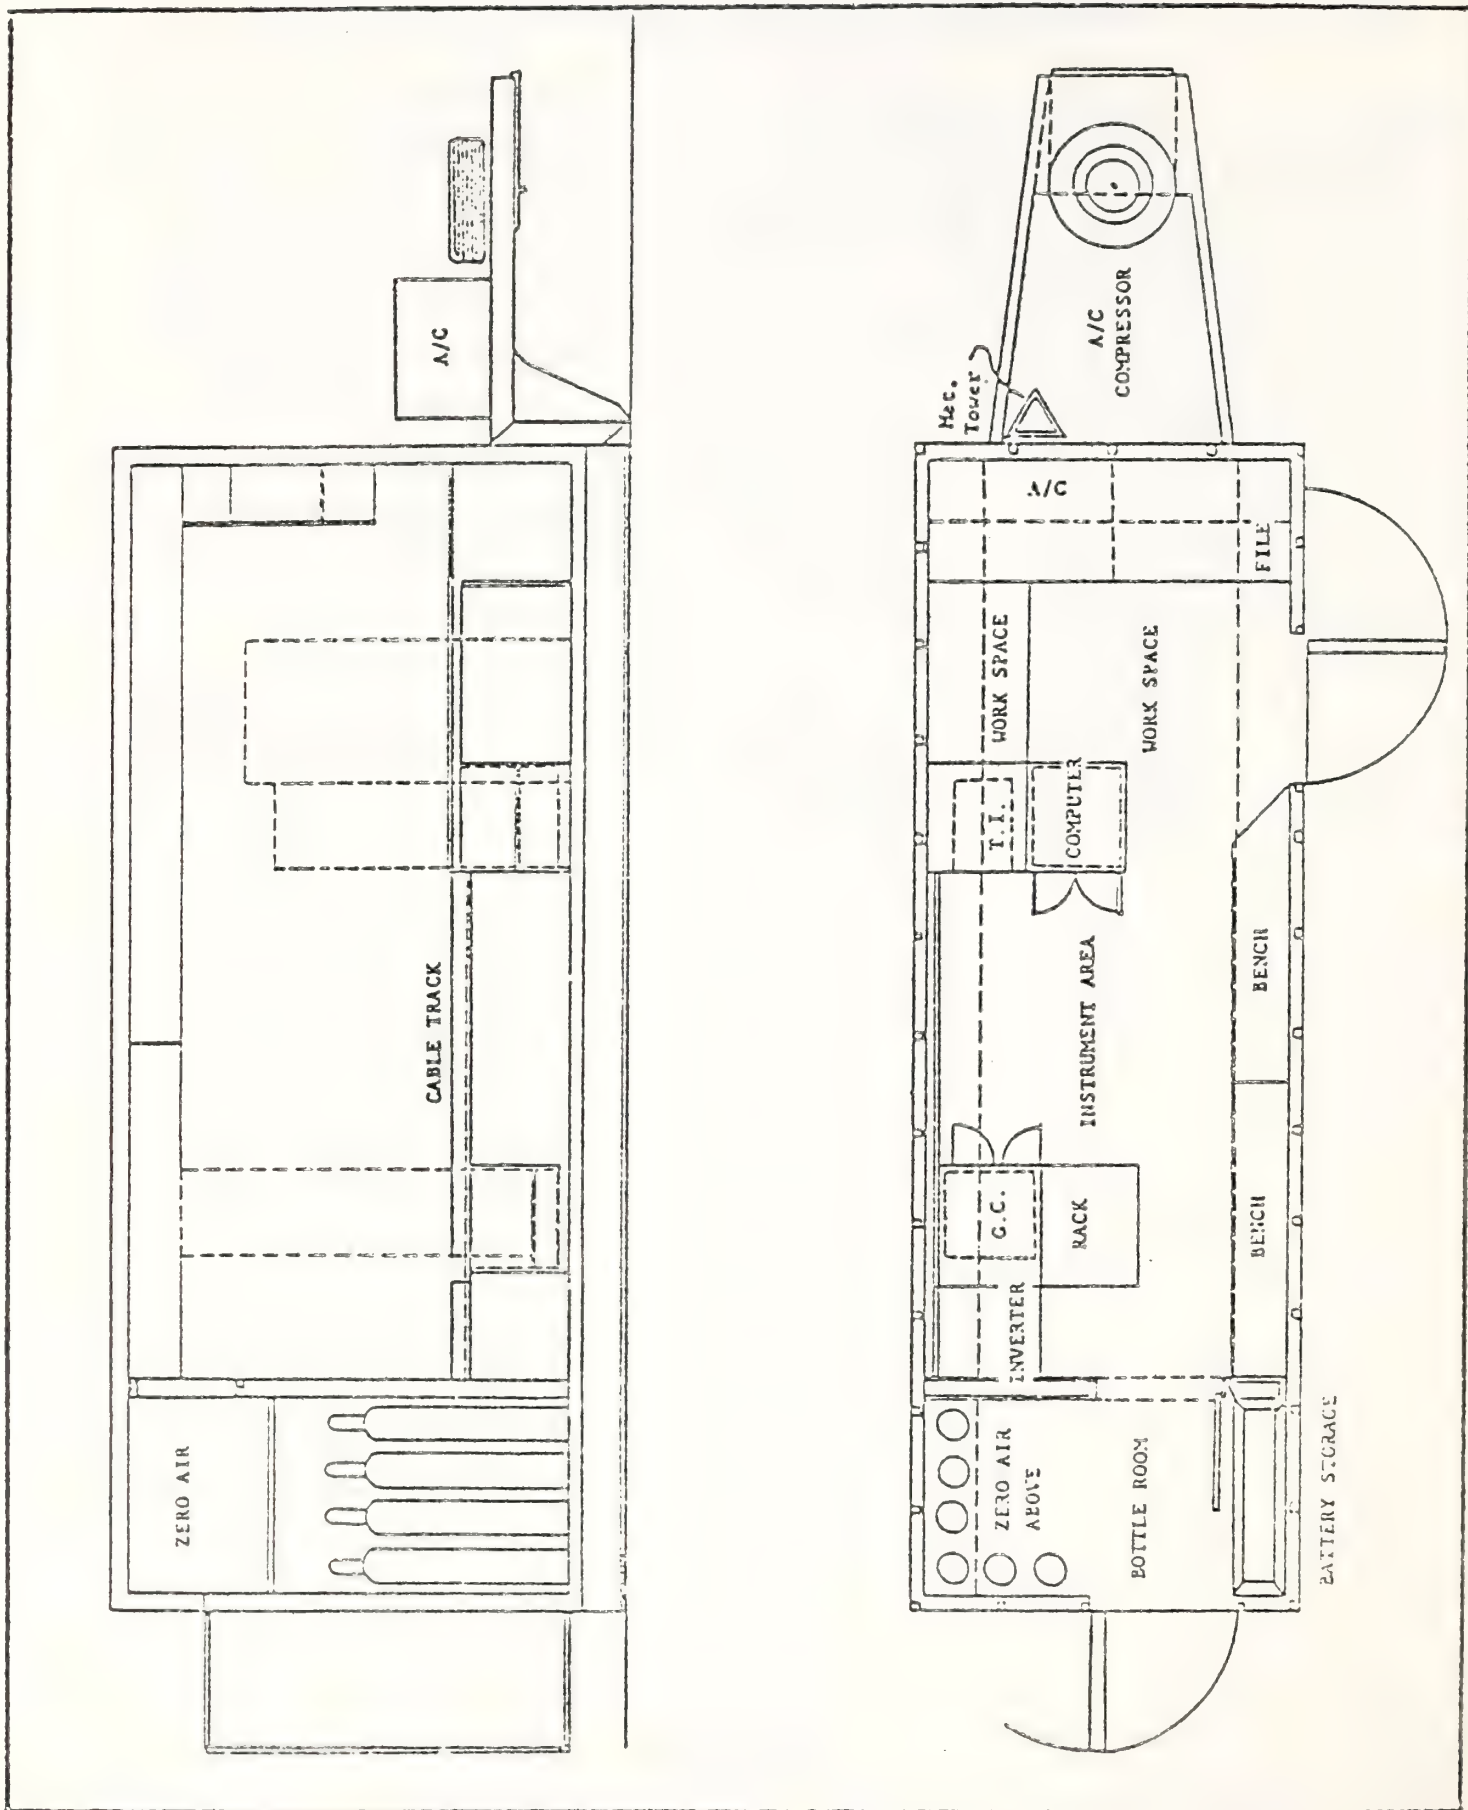 A/C
CABLE TRACK
ZERO AIR
Met.
Tower
A/C
COMPRESSOR
A/C
FILE
WORK SPACE
WORK SPACE
T.I.
COMPUTER
INSTRUMENT AREA
BENCH
G.C.
RACK
BENCH
INVERTER
ZERO AIR
ABOVE
BOTTLE ROOM
BATTERY STORAGE